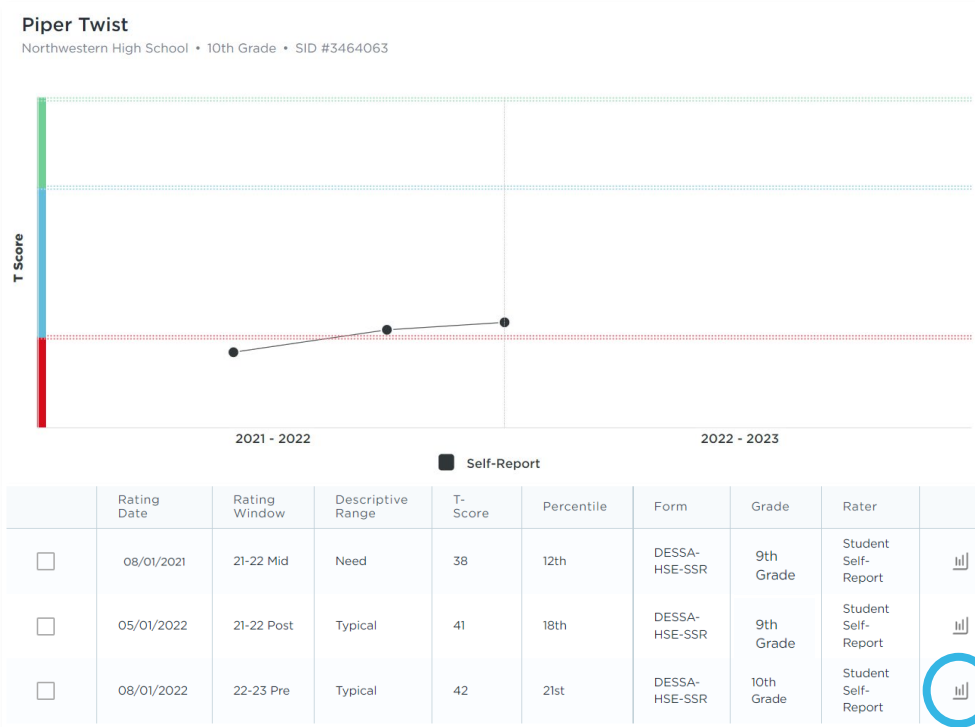 Piper Twist
Northwestern High School • 10th Grade • SID #3464063
T Score
2021 - 2022
2022 - 2023
Self-Report
Rating Date
Rating Window
Descriptive Range
T-Score
Percentile
Form
Grade
Rater
08/01/2021
21-22 Mid
Need
38
12th
DESSA-
HSE-SSR
9th
Grade
Student
Self-
Report
05/01/2022
21-22 Post
Typical
41
18th
DESSA-
HSE-SSR
9th
Grade
Student
Self-
Report
08/01/2022
22-23 Pre
Typical
42
21st
DESSA-
HSE-SSR
10th
Grade
Student
Self-
Report